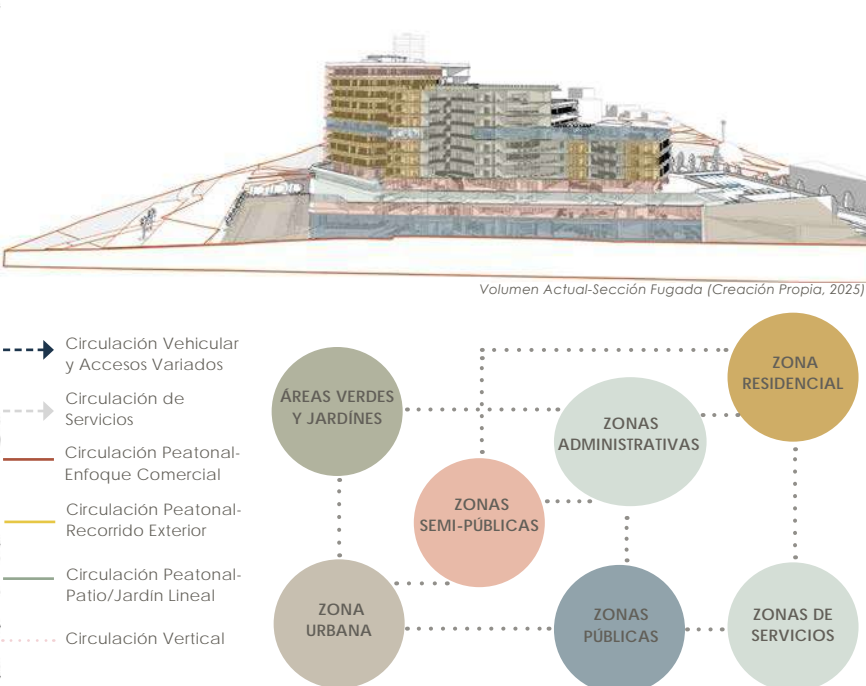 Volumen Actual-Sección Fugada (Creación Propia, 2025)
Circulación Vehicular
y Accesos Variados
Circulación de
Servicios
Circulación Peatonal-
Enfoque Comercial
Circulación Peatonal-
Recorrido Exterior
Circulación Peatonal-
Patio/Jardín Lineal
Circulación Vertical
ÁREAS VERDES
Y JARDÍNES
ZONA
RESIDENCIAL
ZONAS
ADMINISTRATIVAS
ZONAS
SEMI-PÚBLICAS
ZONA
URBANA
ZONAS
PÚBLICAS
ZONAS DE
SERVICIOS